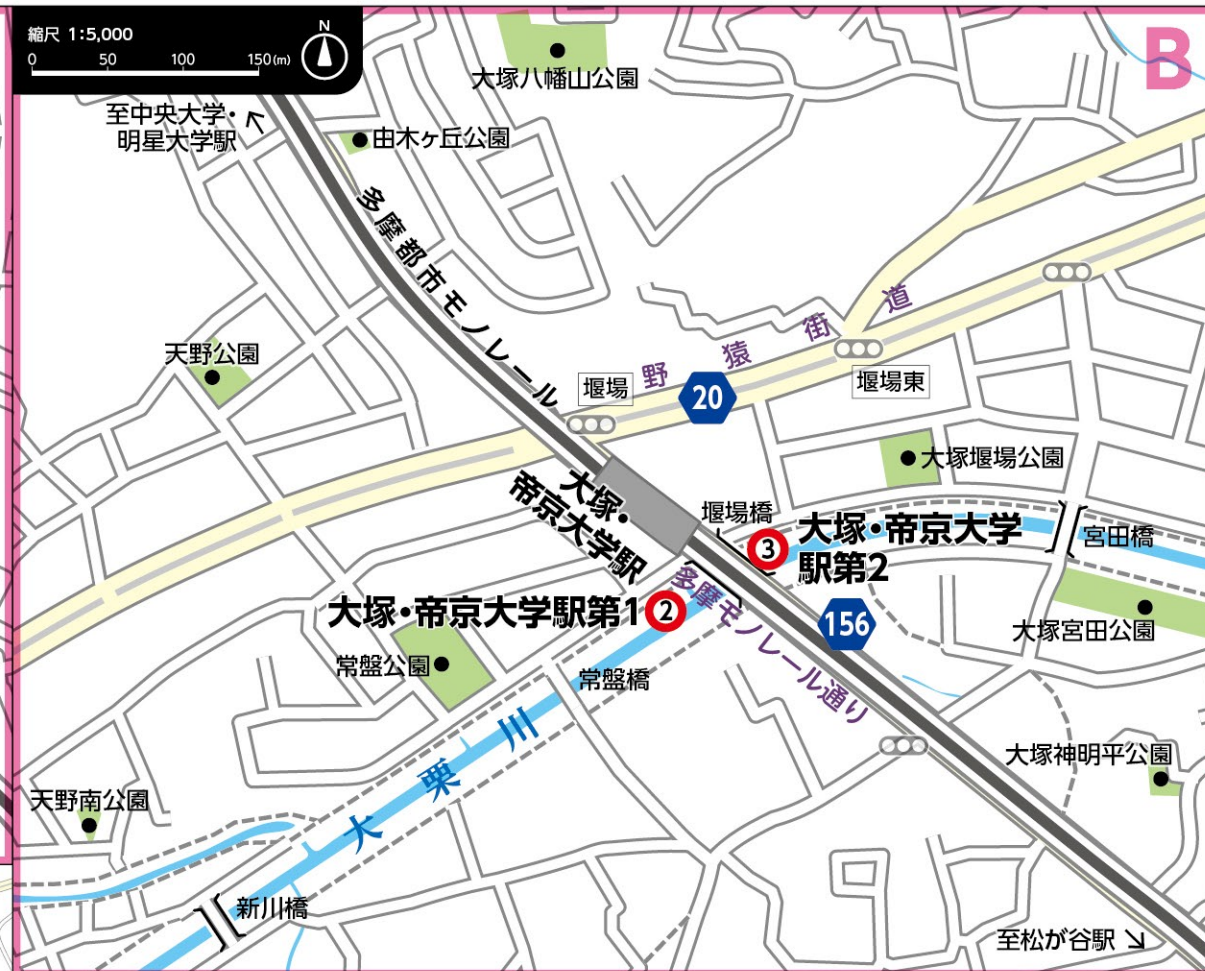 縮尺 1:5,000
0 50 100 150(m)
N
B
大塚八幡山公園
至中央大学・
明星大学駅
由木ヶ丘公園
多摩都市モノレール
野猿街道
天野公園
堰場
20
堰場東
大塚堰場公園
大塚・
帝京大学駅
堰場橋
3
大塚・帝京大学
駅第2
宮田橋
大塚・帝京大学駅第1
2
多摩モノレール通り
156
大塚宮田公園
常盤公園
常盤橋
大栗川
大塚神明平公園
天野南公園
新川橋
至松が谷駅